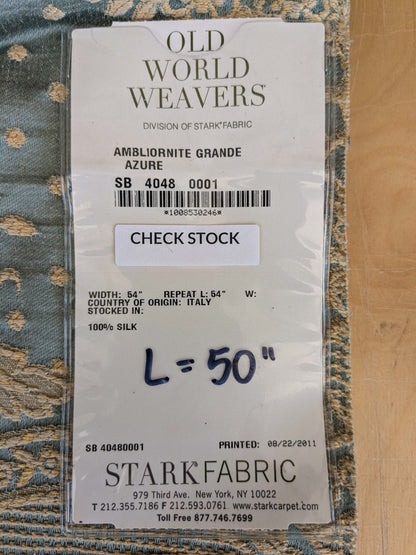 OLD
WORLD
WEAVERS
DIVISION OF STARK FABRIC
AMBLIORNITE GRANDE
AZURE
SB 4048 0001
*1008530246*
CHECK STOCK
WIDTH: 54" REPEAT L: 54" W:
COUNTRY OF ORIGIN: ITALY
STOCKED IN:
100% SILK
L = 50"
SB 40480001 PRINTED: 08/22/2011
STARK FABRIC
979 Third Ave. New York, NY 10022
T 212.355.7186 F 212.593.0761 www.starkcarpet.com
Toll Free 877.746.7699